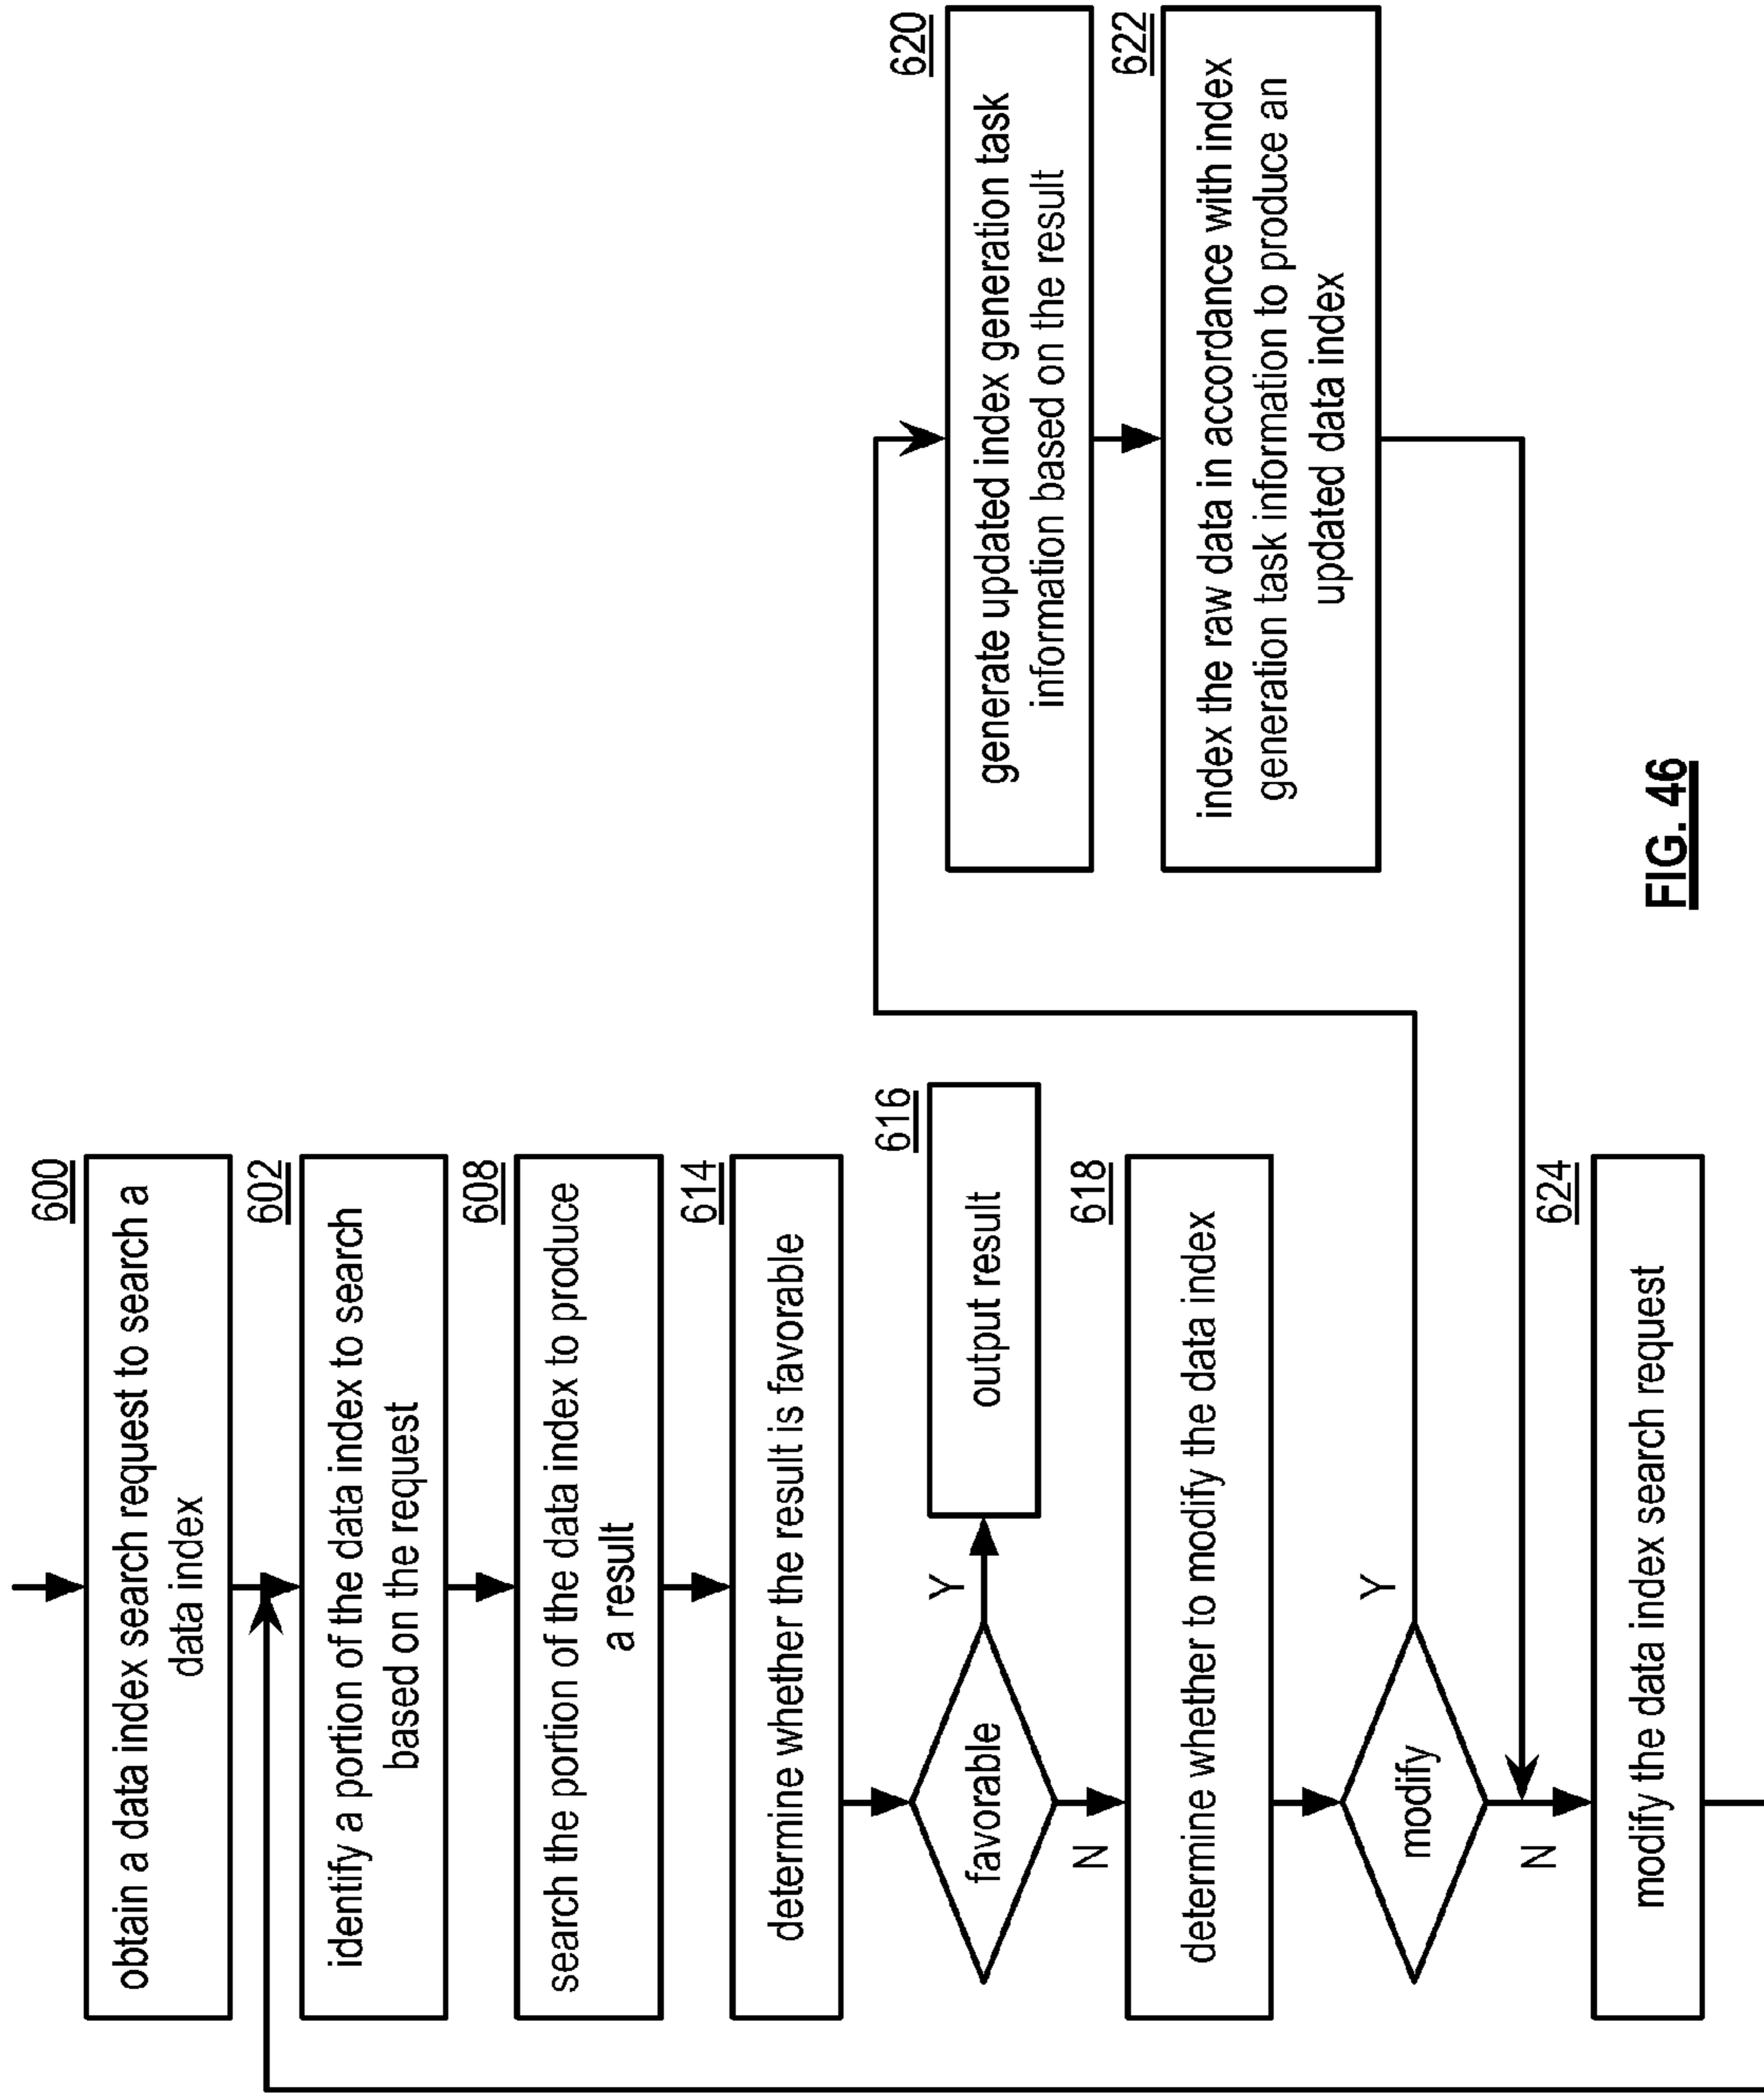 600
obtain a data index search request to search a
data index
602
identify a portion of the data index to search
based on the request
608
search the portion of the data index to produce
a result
614
determine whether the result is favorable
favorable
Y
N
616
output result
618
determine whether to modify the data index
modify
Y
N
620
generate updated index generation task
information based on the result
622
index the raw data in accordance with index
generation task information to produce an
updated data index
624
modify the data index search request
FIG. 46